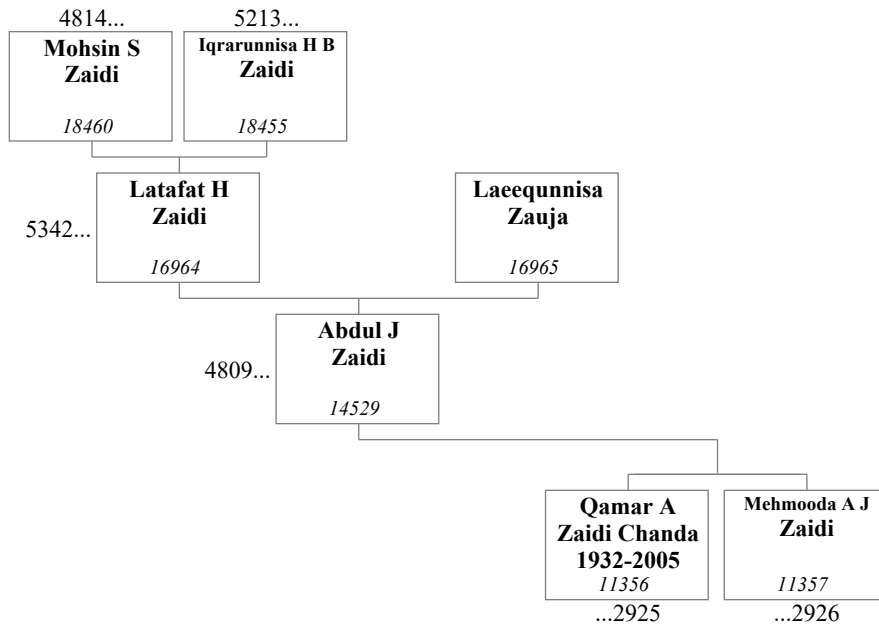 4814...
5213...
Mohsin S
Zaidi
18460
Iqrarunnisa H B
Zaidi
18455
5342...
Latafat H
Zaidi
16964
Laeequnnisa
Zauja
16965
4809...
Abdul J
Zaidi
14529
Qamar A
Zaidi Chanda
1932-2005
11356
Mehmooda A J
Zaidi
11357
...2925
...2926